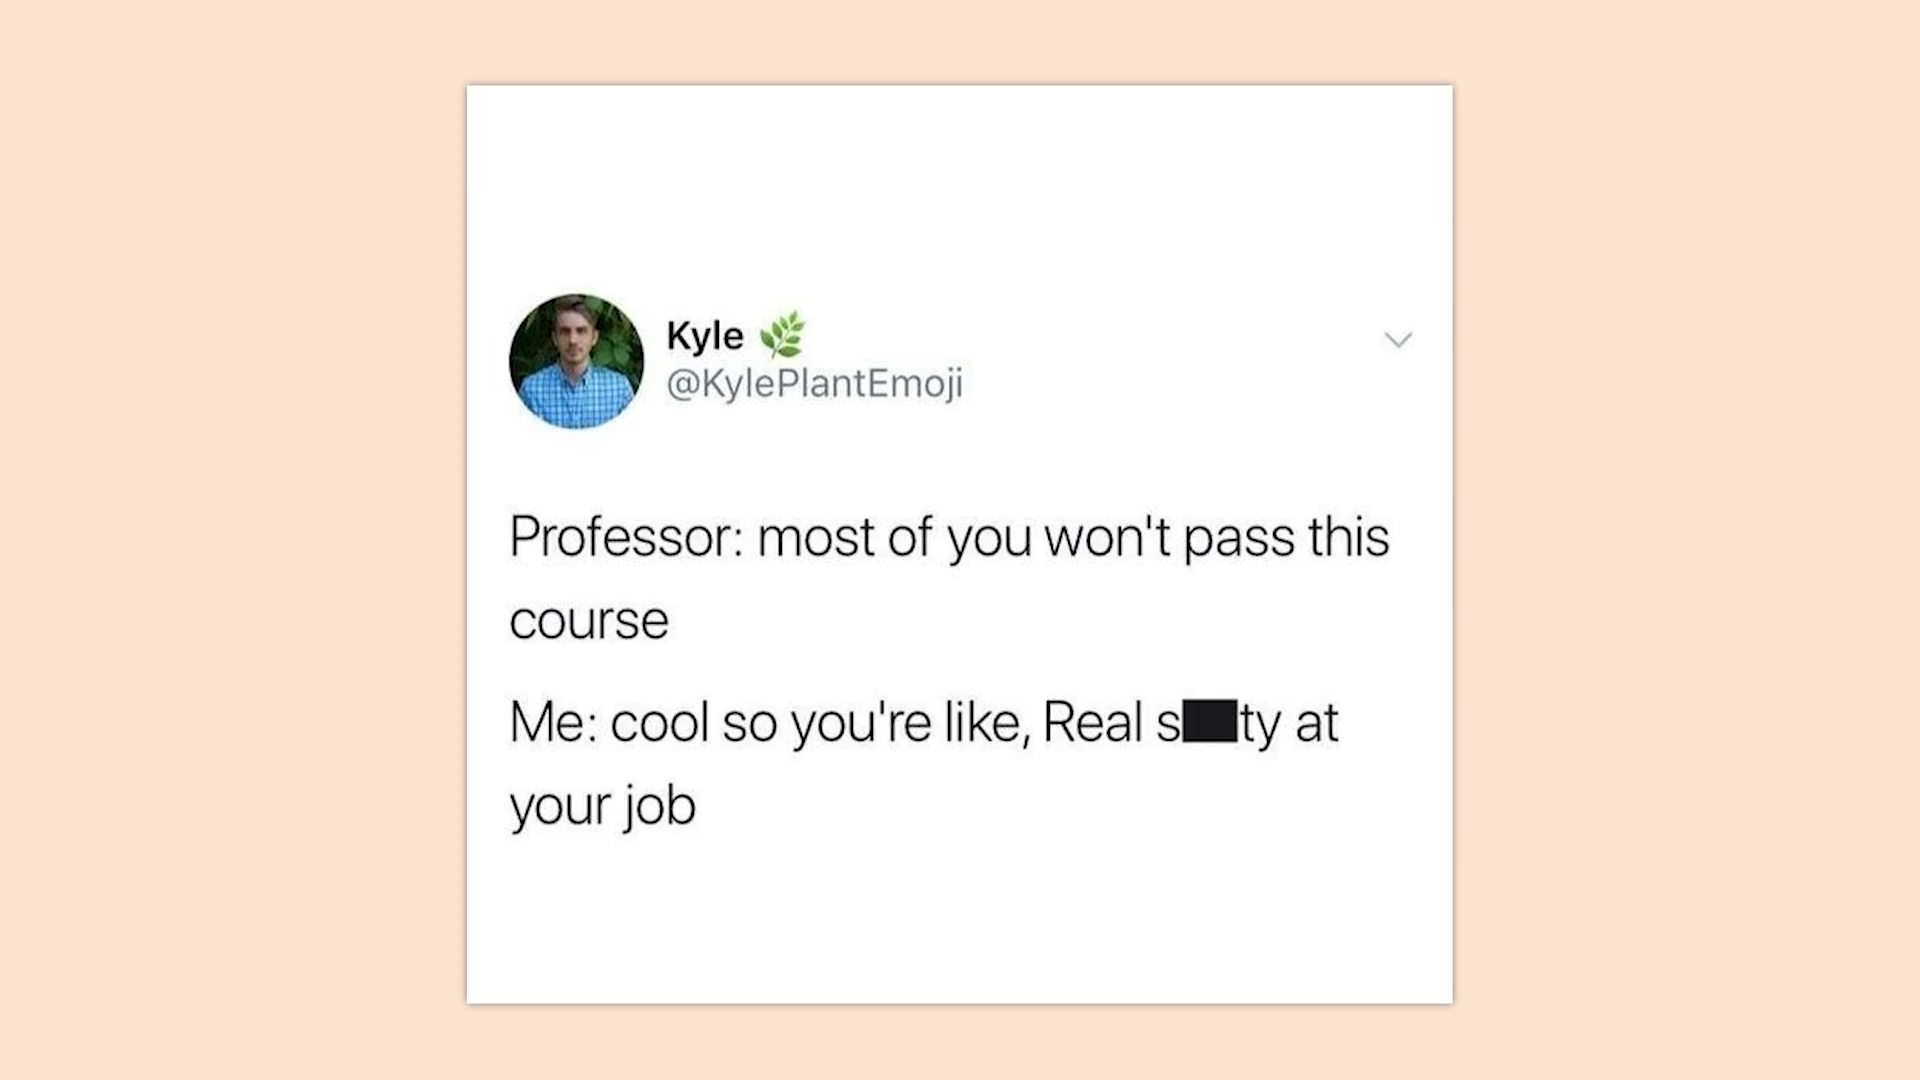 Kyle 🌿
@KylePlantEmoji
Professor: most of you won't pass this
course
Me: cool so you're like, Real s██ty at
your job